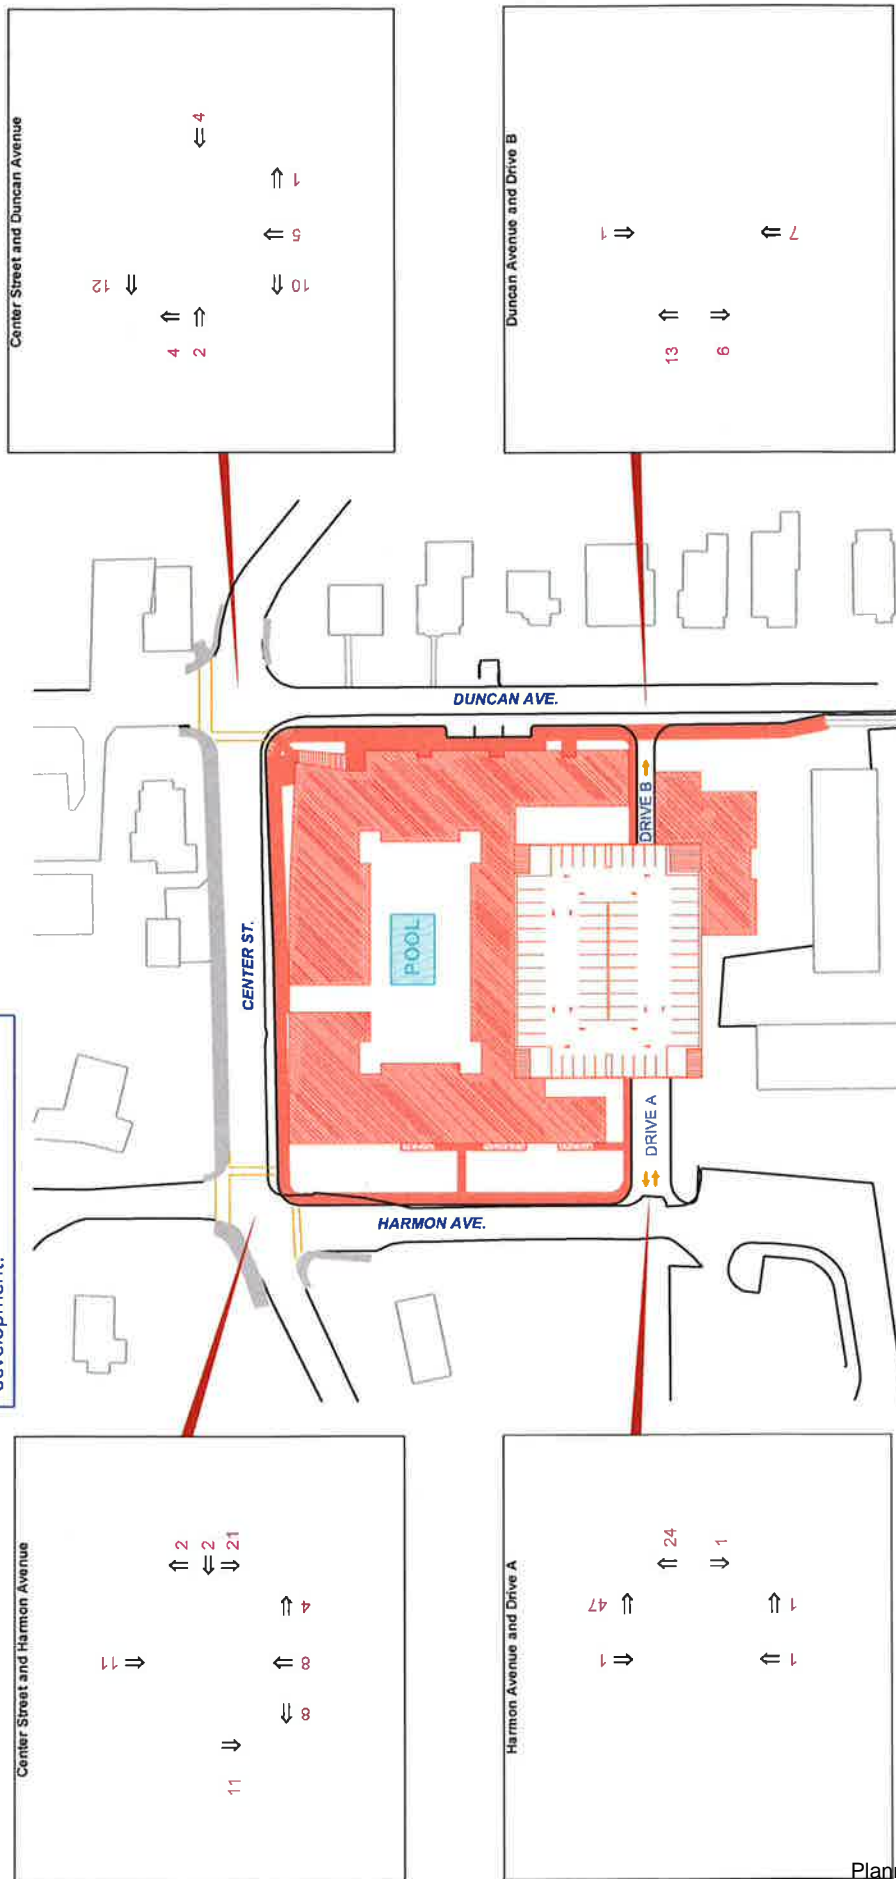 development.
Center Street and Duncan Avenue
12
4
2
4
1
5
10
Duncan Avenue and Drive B
1
13
6
7
DUNCAN AVE.
CENTER ST.
POOL
DRIVE B
DRIVE A
HARMON AVE.
Center Street and Harmon Avenue
11
11
2
2
21
4
8
8
Harmon Avenue and Drive A
47
1
24
1
1
1